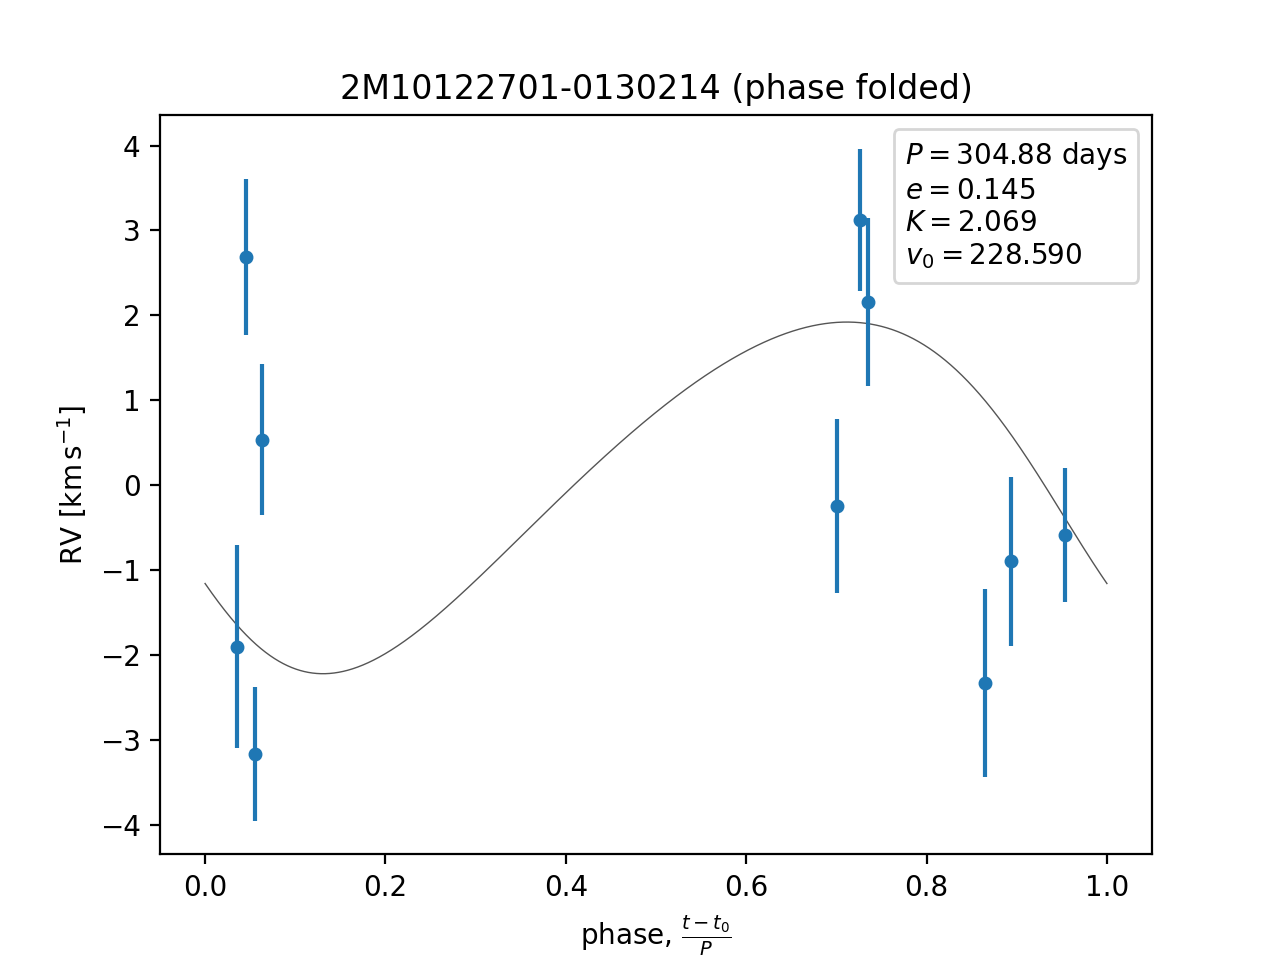 2M10122701-0130214 (phase folded)
P = 304.88 days
e = 0.145
K = 2.069
v₀ = 228.590
4
3
2
1
0
−1
−2
−3
−4
RV [km s⁻¹]
0.0 0.2 0.4 0.6 0.8 1.0
phase, (t − t₀)/P